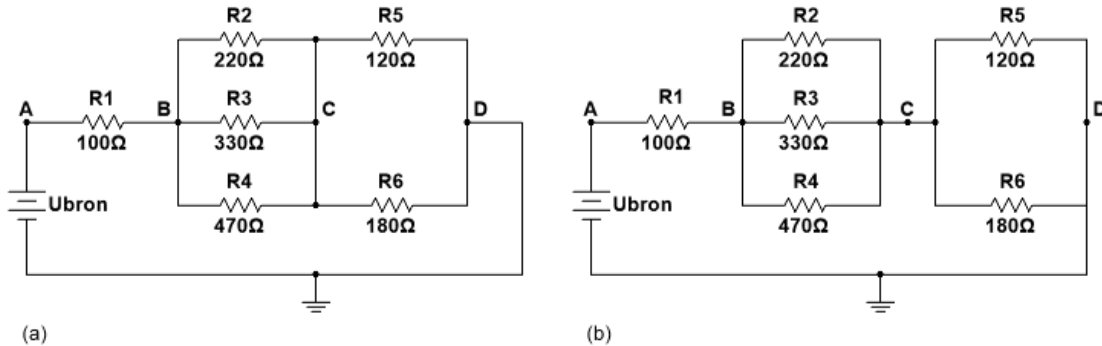 R2 R5 R2 R5
220Ω 120Ω 220Ω 120Ω
A R1 B R3 C D A R1 B R3 C D
100Ω 330Ω 100Ω 330Ω
R4 R6 R4 R6
Ubron Ubron
470Ω 180Ω 470Ω 180Ω
(a) (b)